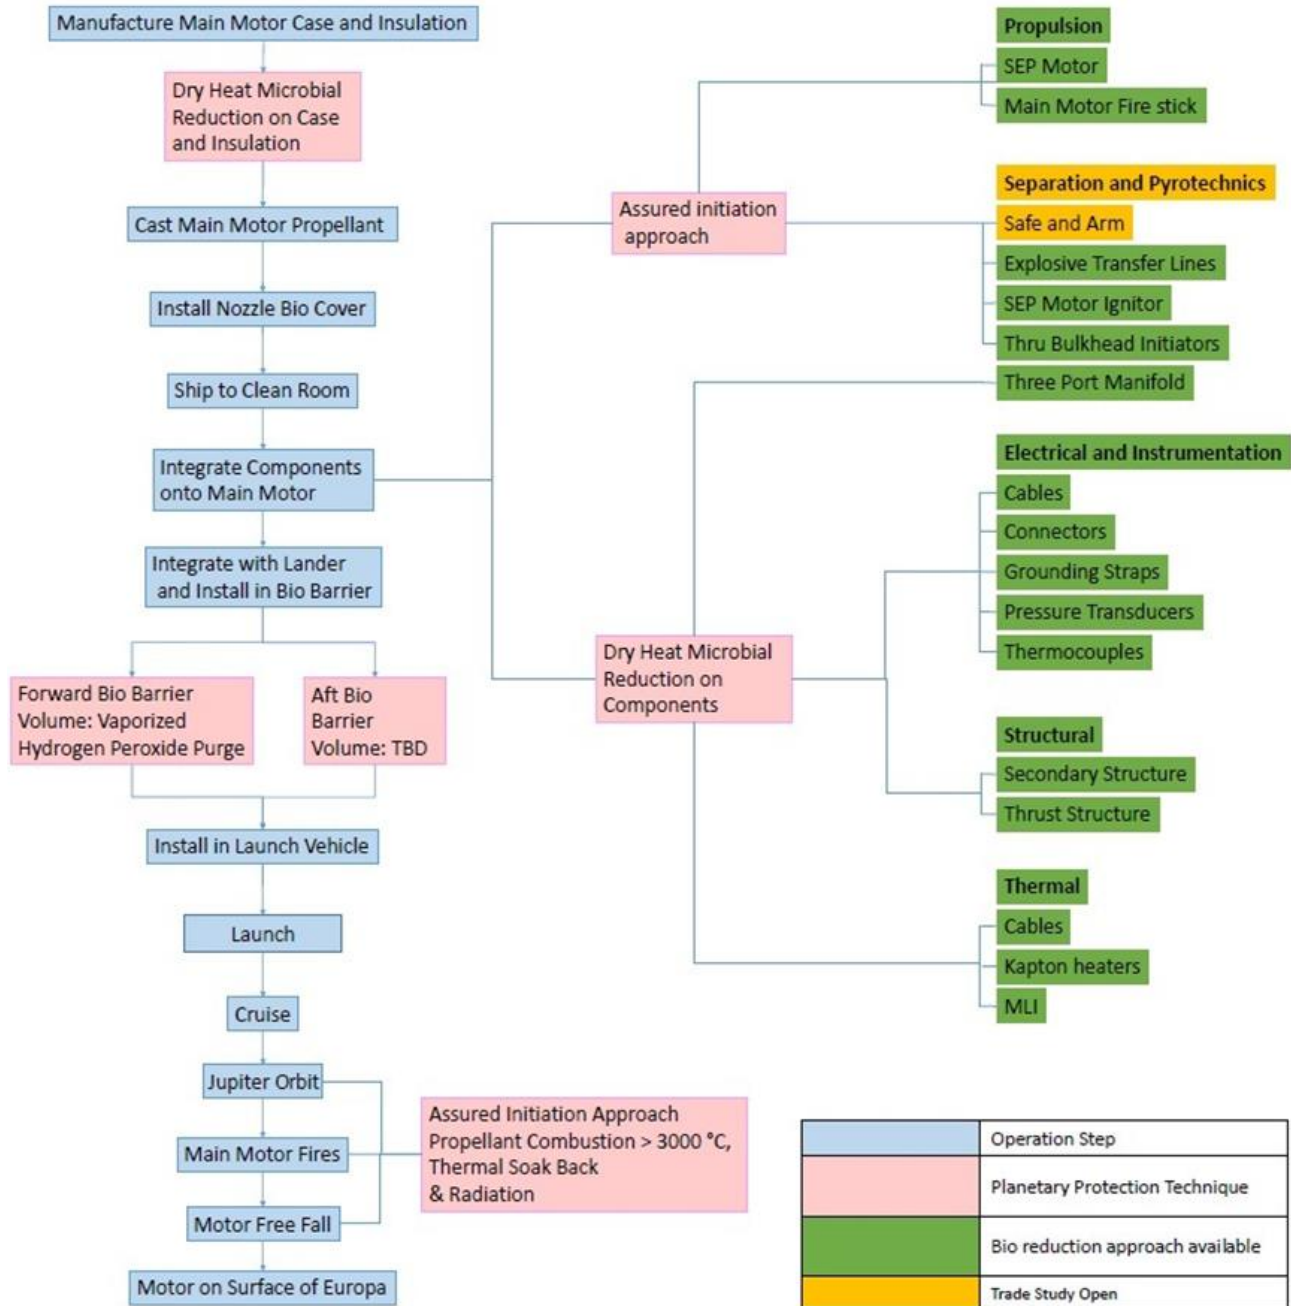 Manufacture Main Motor Case and Insulation
Dry Heat Microbial
Reduction on Case
and Insulation
Cast Main Motor Propellant
Install Nozzle Bio Cover
Ship to Clean Room
Integrate Components
onto Main Motor
Integrate with Lander
and Install in Bio Barrier
Forward Bio Barrier
Volume: Vaporized
Hydrogen Peroxide Purge
Aft Bio
Barrier
Volume: TBD
Install in Launch Vehicle
Launch
Cruise
Jupiter Orbit
Main Motor Fires
Motor Free Fall
Motor on Surface of Europa
Assured Initiation Approach
Propellant Combustion > 3000 °C,
Thermal Soak Back
& Radiation
Assured initiation
approach
Dry Heat Microbial
Reduction on
Components
Propulsion
SEP Motor
Main Motor Fire stick
Separation and Pyrotechnics
Safe and Arm
Explosive Transfer Lines
SEP Motor Ignitor
Thru Bulkhead Initiators
Three Port Manifold
Electrical and Instrumentation
Cables
Connectors
Grounding Straps
Pressure Transducers
Thermocouples
Structural
Secondary Structure
Thrust Structure
Thermal
Cables
Kapton heaters
MLI
Operation Step
Planetary Protection Technique
Bio reduction approach available
Trade Study Open